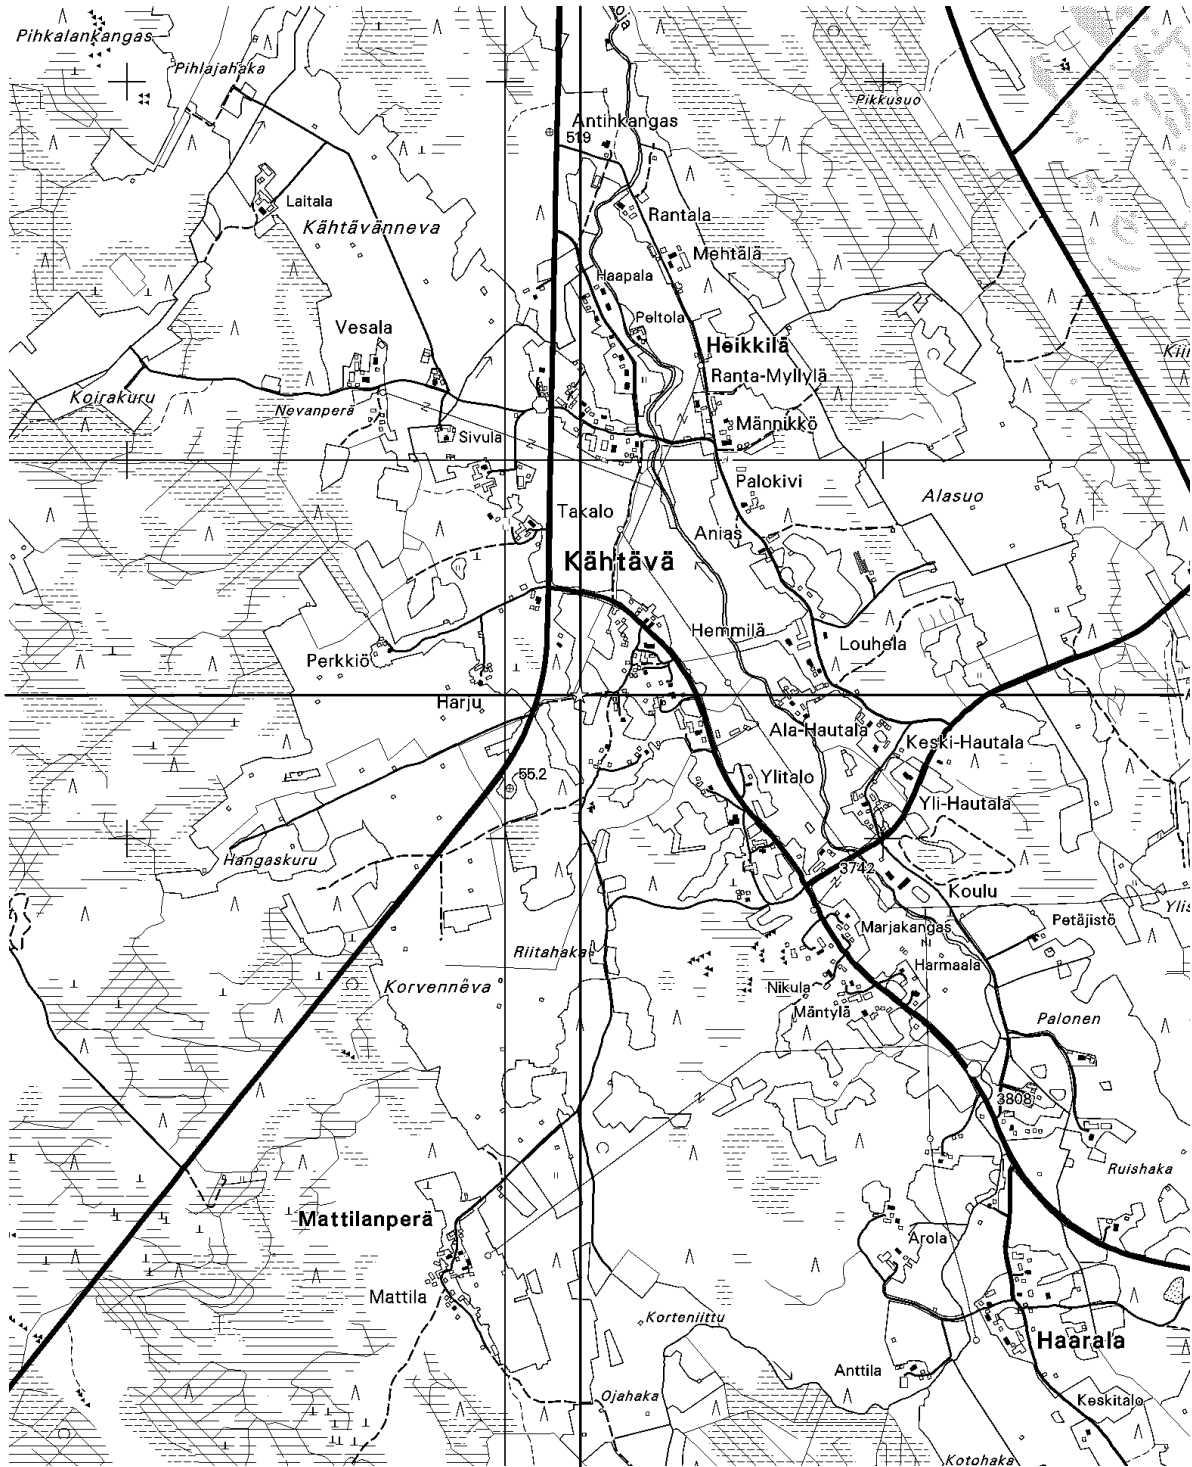 Pihkalankangas
Pihlajahaka
Antinkangas
519
Pikkusuo
Laitala
Rantala
Kähtävänneva
Mehtälä
Haapala
Peltola
Vesala
Heikkilä
Ranta-Myllylä
Koirakuru
Nevanperä
Männikkö
Sivula
Palokivi
Alasuo
Takalo
Anias
Kähtävä
Hemmilä
Louhela
Perkkiö
Harju
Ala-Hautala
Keski-Hautala
55.2
Ylitalo
Yli-Hautala
Hangaskuru
3742
Koulu
Marjakangas
Petäjistö
Riitahaka
Harmaala
Korvenneva
Nikula
Mäntylä
Palonen
3808
Ruishaka
Mattilanperä
Arola
Mattila
Korteniittu
Haarala
Anttila
Ojahaka
Keskitalo
Kotohaka